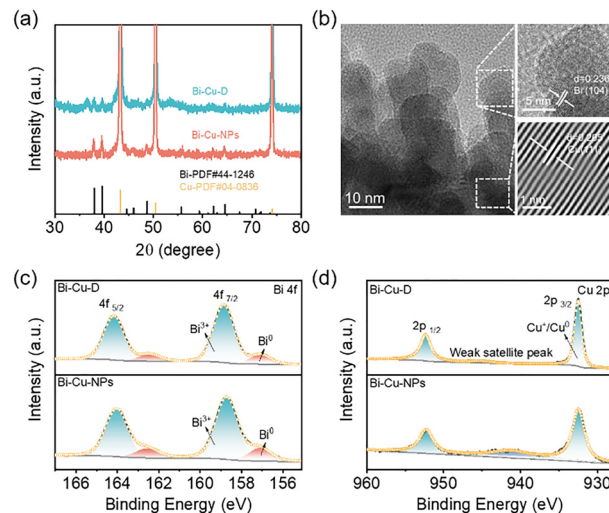 (a)
Intensity (a.u.)
Bi-Cu-D
Bi-Cu-NPs
Bi-PDF#44-1246
Cu-PDF#04-0836
30 40 50 60 70 80
2θ (degree)
(b)
10 nm
d=0.236
Bi (104)
5 nm
1 nm
(c)
Intensity (a.u.)
Bi-Cu-D
Bi 4f
4f 5/2
4f 7/2
Bi3+
Bi0
Bi-Cu-NPs
Bi3+
Bi0
165 162 159 156
Binding Energy (eV)
(d)
Intensity (a.u.)
Bi-Cu-D
Cu 2p
2p 3/2
Cu+/Cu0
2p 1/2
Weak satellite peak
Bi-Cu-NPs
960 950 940 930
Binding Energy (eV)